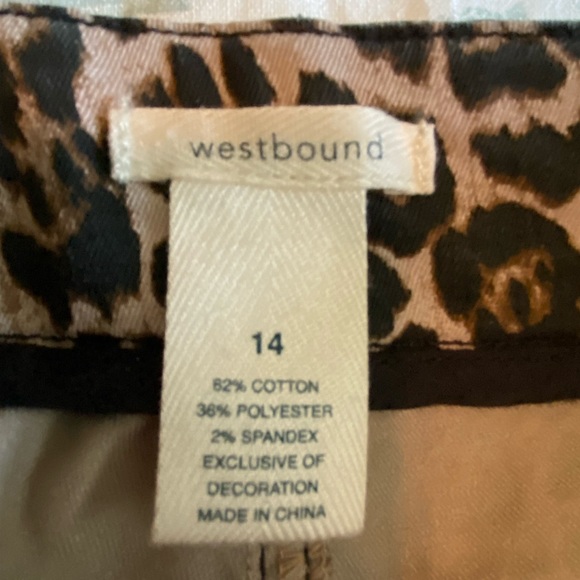 westbound
14
62% COTTON
36% POLYESTER
2% SPANDEX
EXCLUSIVE OF
DECORATION
MADE IN CHINA